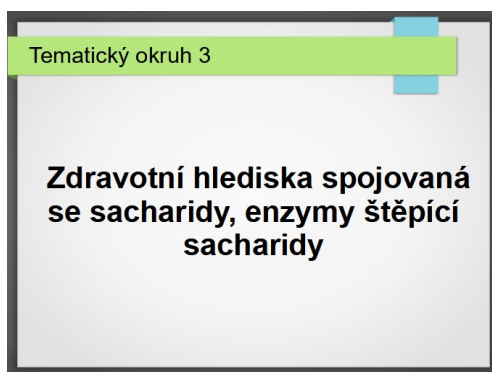 Tematický okruh 3
Zdravotní hlediska spojovaná
se sacharidy, enzymy štěpící
sacharidy